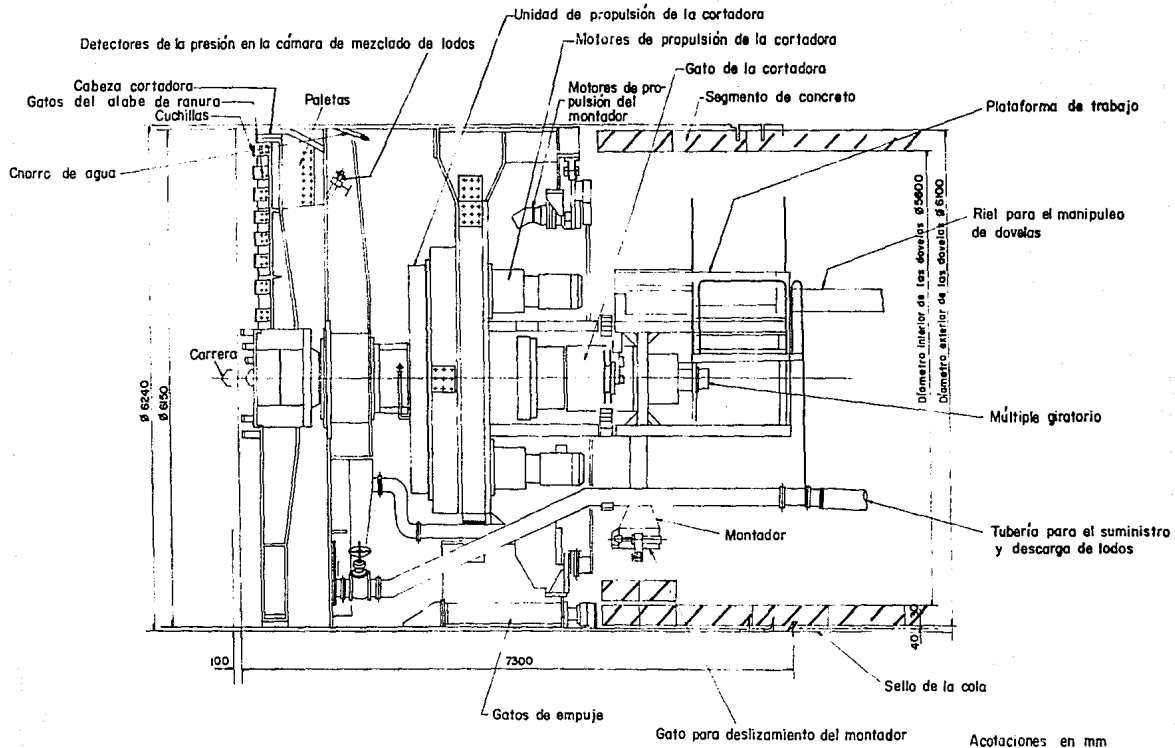 Unidad de propulsión de la cortadora
Detectores de la presión en la cámara de mezclado de lodos
Motores de propulsión de la cortadora
Gato de la cortadora
Cabeza cortadora
Gatos del alabe de ranura
Cuchillas
Paletas
Motores de pro-
pulsión del
montador
Segmento de concreto
Plataforma de trabajo
Chorro de agua
Riel para el manipuleo
de dovelas
Carrera
Ø 6240
Ø 6150
Diámetro interior de las dovelas Ø5600
Diámetro exterior de las dovelas Ø 6100
Múltiple giratorio
Montador
Tubería para el suministro
y descarga de lodos
40
30
100
7300
Sello de la cola
Gatos de empuje
Gato para deslizamiento del montador
Acotaciones en mm